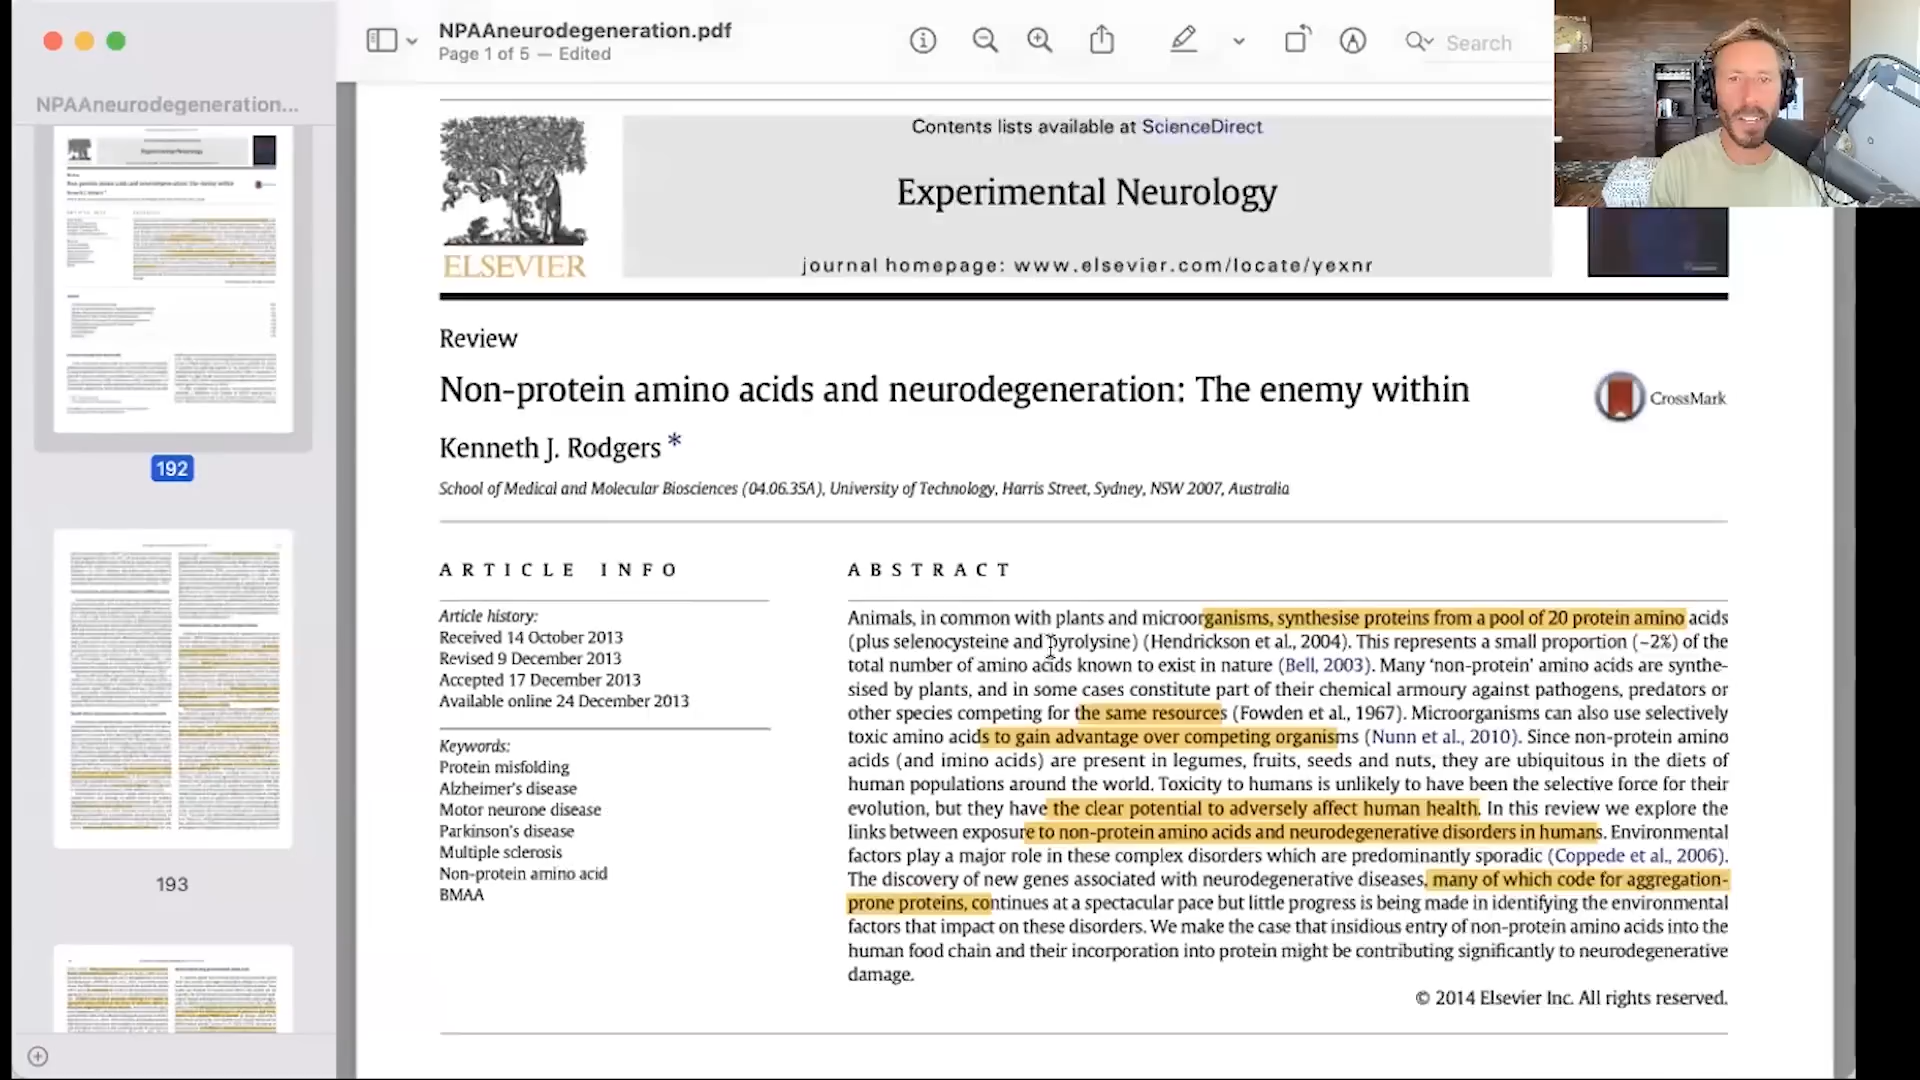 NPAAneurodegeneration.pdf
Page 1 of 5 — Edited
Search
NPAAneurodegeneration...
192
193
Contents lists available at ScienceDirect
Experimental Neurology
journal homepage: www.elsevier.com/locate/yexnr
ELSEVIER
Review
Non-protein amino acids and neurodegeneration: The enemy within
CrossMark
Kenneth J. Rodgers *
School of Medical and Molecular Biosciences (04.06.35A), University of Technology, Harris Street, Sydney, NSW 2007, Australia
ARTICLE INFO
Article history:
Received 14 October 2013
Revised 9 December 2013
Accepted 17 December 2013
Available online 24 December 2013
Keywords:
Protein misfolding
Alzheimer's disease
Motor neurone disease
Parkinson's disease
Multiple sclerosis
Non-protein amino acid
BMAA
ABSTRACT
Animals, in common with plants and microorganisms, synthesise proteins from a pool of 20 protein amino acids
(plus selenocysteine and pyrolysine) (Hendrickson et al., 2004). This represents a small proportion (~2%) of the
total number of amino acids known to exist in nature (Bell, 2003). Many 'non-protein' amino acids are synthe-
sised by plants, and in some cases constitute part of their chemical armoury against pathogens, predators or
other species competing for the same resources (Fowden et al., 1967). Microorganisms can also use selectively
toxic amino acids to gain advantage over competing organisms (Nunn et al., 2010). Since non-protein amino
acids (and imino acids) are present in legumes, fruits, seeds and nuts, they are ubiquitous in the diets of
human populations around the world. Toxicity to humans is unlikely to have been the selective force for their
evolution, but they have the clear potential to adversely affect human health. In this review we explore the
links between exposure to non-protein amino acids and neurodegenerative disorders in humans. Environmental
factors play a major role in these complex disorders which are predominantly sporadic (Coppede et al., 2006).
The discovery of new genes associated with neurodegenerative diseases, many of which code for aggregation-
prone proteins, continues at a spectacular pace but little progress is being made in identifying the environmental
factors that impact on these disorders. We make the case that insidious entry of non-protein amino acids into the
human food chain and their incorporation into protein might be contributing significantly to neurodegenerative
damage.
© 2014 Elsevier Inc. All rights reserved.